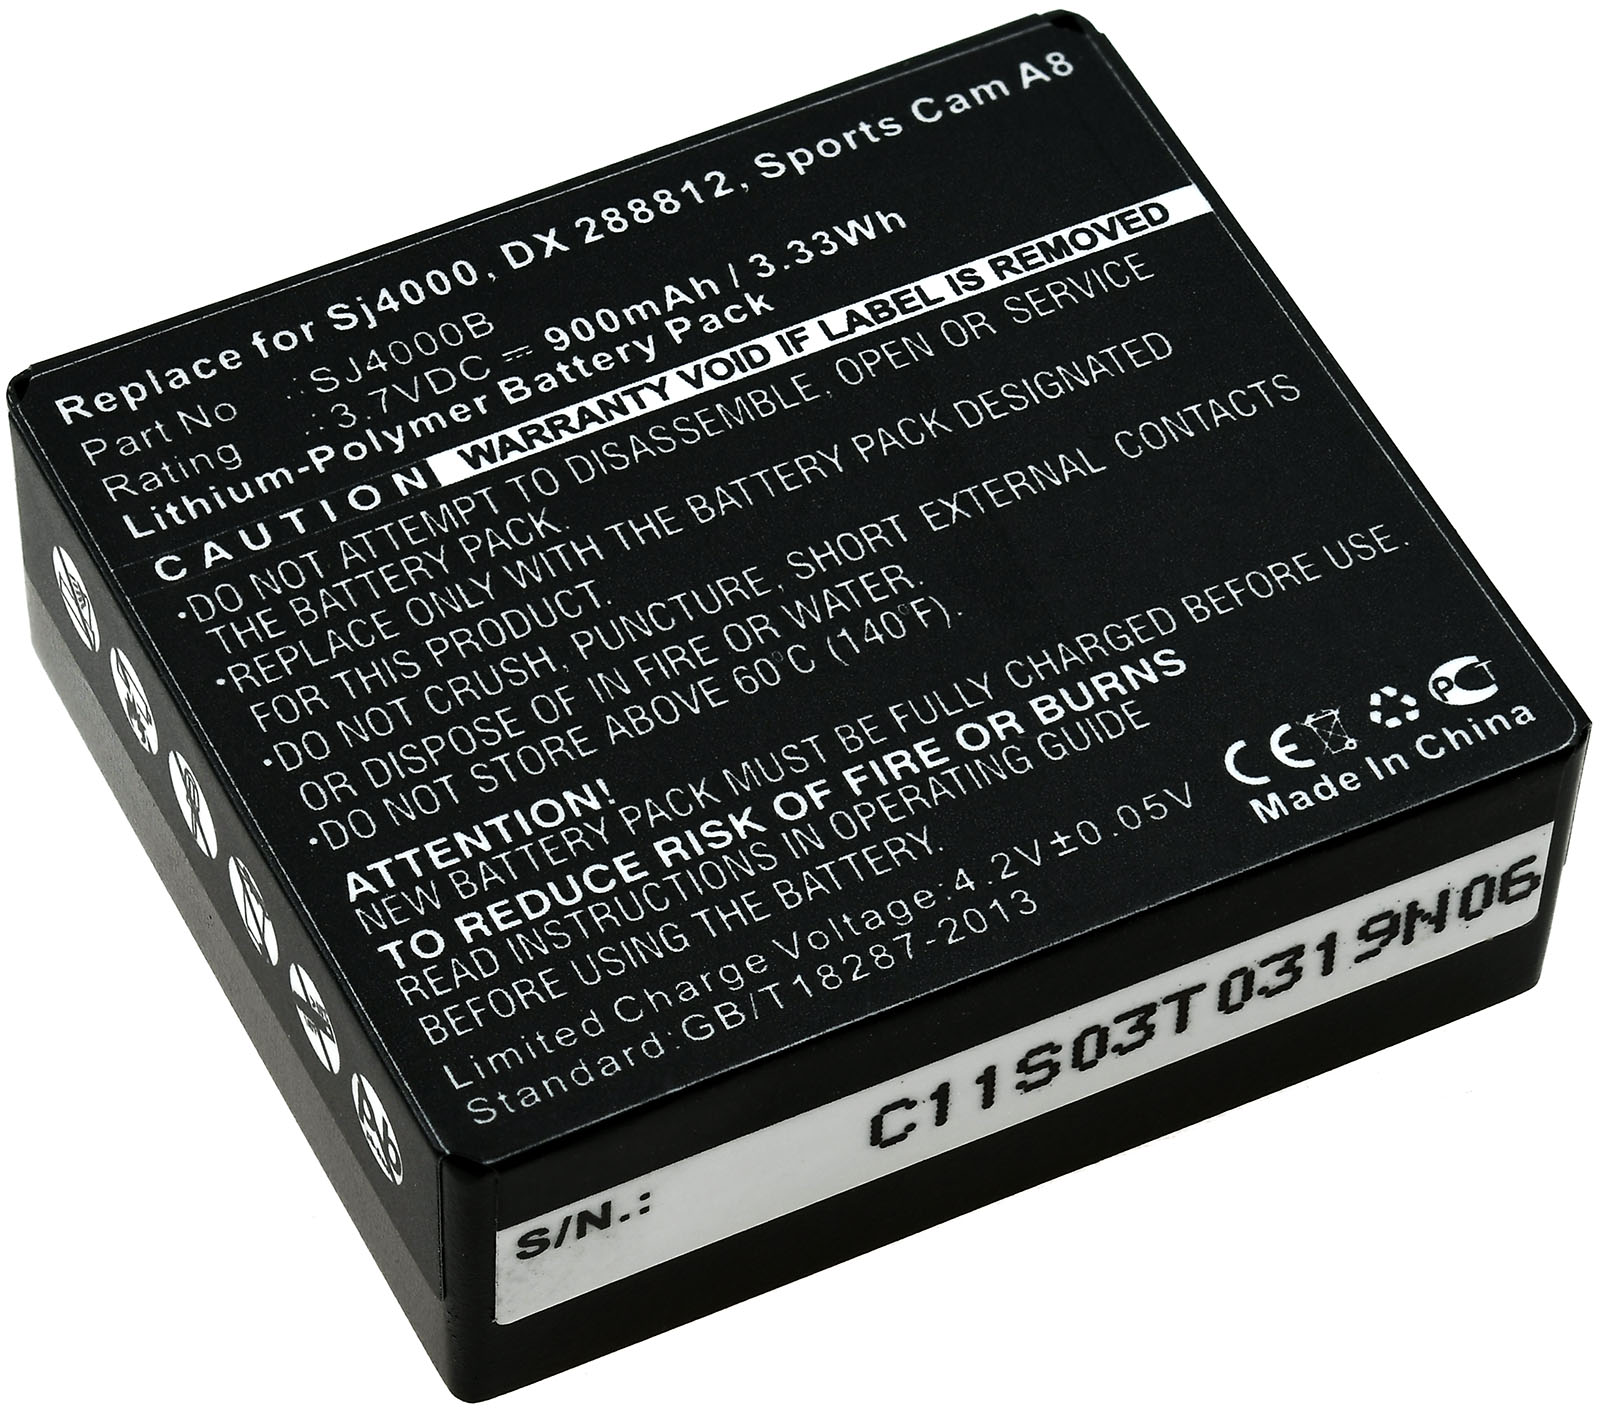 Replace for Sj4000, DX 288812, Sports Cam A8
Part No : SJ4000B
Rating : 3.7VDC ⎓ 900mAh / 3.33Wh
Lithium-Polymer Battery Pack
CAUTION WARRANTY VOID IF LABEL IS REMOVED
·DO NOT ATTEMPT TO DISASSEMBLE, OPEN OR SERVICE
THE BATTERY PACK.
·REPLACE ONLY WITH THE BATTERY PACK DESIGNATED
FOR THIS PRODUCT.
·DO NOT CRUSH, PUNCTURE, SHORT EXTERNAL CONTACTS
OR DISPOSE OF IN FIRE OR WATER.
·DO NOT STORE ABOVE 60°C (140°F).
ATTENTION!
NEW BATTERY PACK MUST BE FULLY CHARGED BEFORE USE.
TO REDUCE RISK OF FIRE OR BURNS
READ INSTRUCTIONS IN OPERATING GUIDE
BEFORE USING THE BATTERY.
Limited Charge Voltage:4.2V±0.05V
Standard:GB/T18287-2013
CE PCT
Made In China
S/N.: C11S03T0319N06